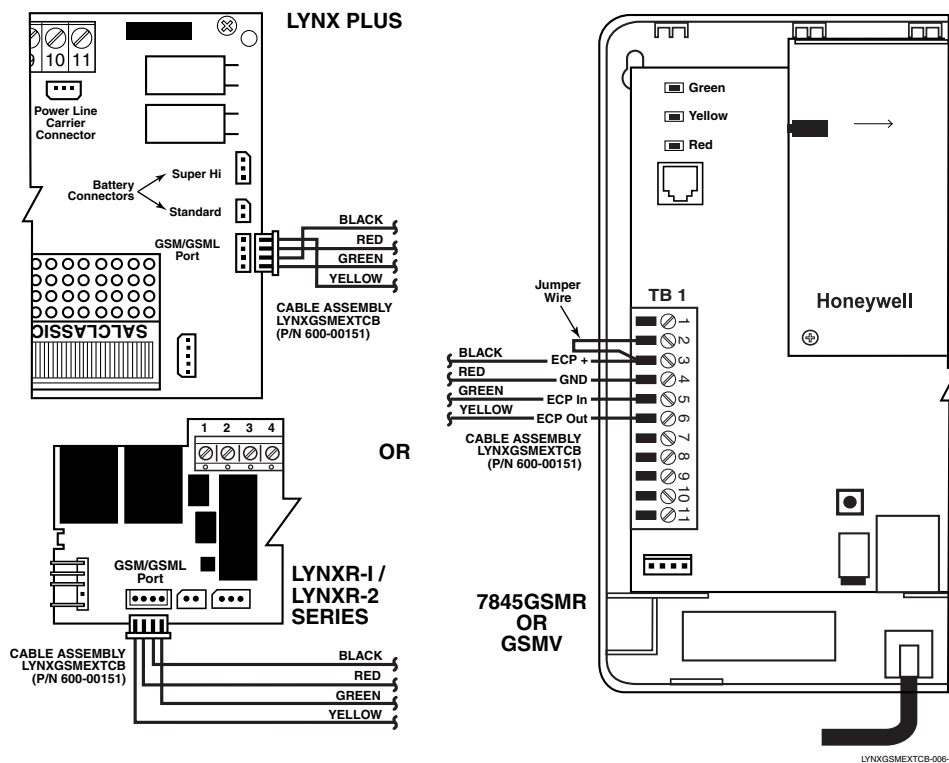 LYNX PLUS
9 10 11
Power Line
Carrier
Connector
Battery
Connectors
Super Hi
Standard
GSM/GSML
Port
BLACK
RED
GREEN
YELLOW
CABLE ASSEMBLY
LYNXGSMEXTCB
(P/N 600-00151)
SALCLASSIC
OR
1 2 3 4
GSM/GSML
Port
LYNXR-I /
LYNXR-2
SERIES
CABLE ASSEMBLY
LYNXGSMEXTCB
(P/N 600-00151)
BLACK
RED
GREEN
YELLOW
Green
Yellow
Red
Honeywell
Jumper
Wire
TB 1
1
2
3
4
5
6
7
8
9
10
11
BLACK ECP +
RED GND
GREEN ECP In
YELLOW ECP Out
CABLE ASSEMBLY
LYNXGSMEXTCB
(P/N 600-00151)
7845GSMR
OR
GSMV